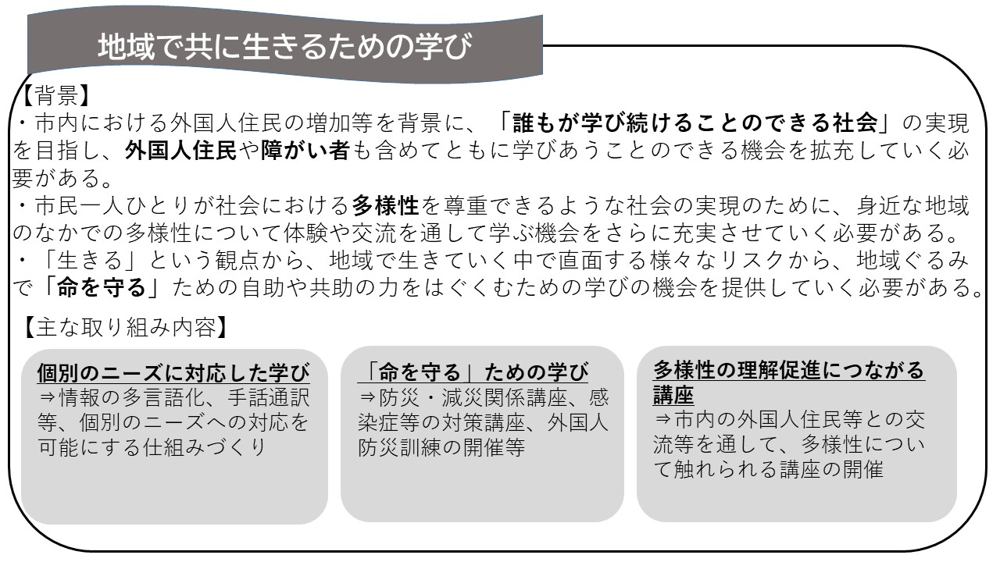 地域で共に生きるための学び
【背景】
・市内における外国人住民の増加等を背景に、「誰もが学び続けることのできる社会」の実現
を目指し、外国人住民や障がい者も含めてともに学びあうことのできる機会を拡充していく必
要がある。
・市民一人ひとりが社会における多様性を尊重できるような社会の実現のために、身近な地域
のなかでの多様性について体験や交流を通して学ぶ機会をさらに充実させていく必要がある。
・「生きる」という観点から、地域で生きていく中で直面する様々なリスクから、地域ぐるみ
で「命を守る」ための自助や共助の力をはぐくむための学びの機会を提供していく必要がある。
【主な取り組み内容】
個別のニーズに対応した学び
⇒情報の多言語化、手話通訳
等、個別のニーズへの対応を
可能にする仕組みづくり
「命を守る」ための学び
⇒防災・減災関係講座、感
染症等の対策講座、外国人
防災訓練の開催等
多様性の理解促進につながる
講座
⇒市内の外国人住民等との交
流等を通して、多様性につい
て触れられる講座の開催